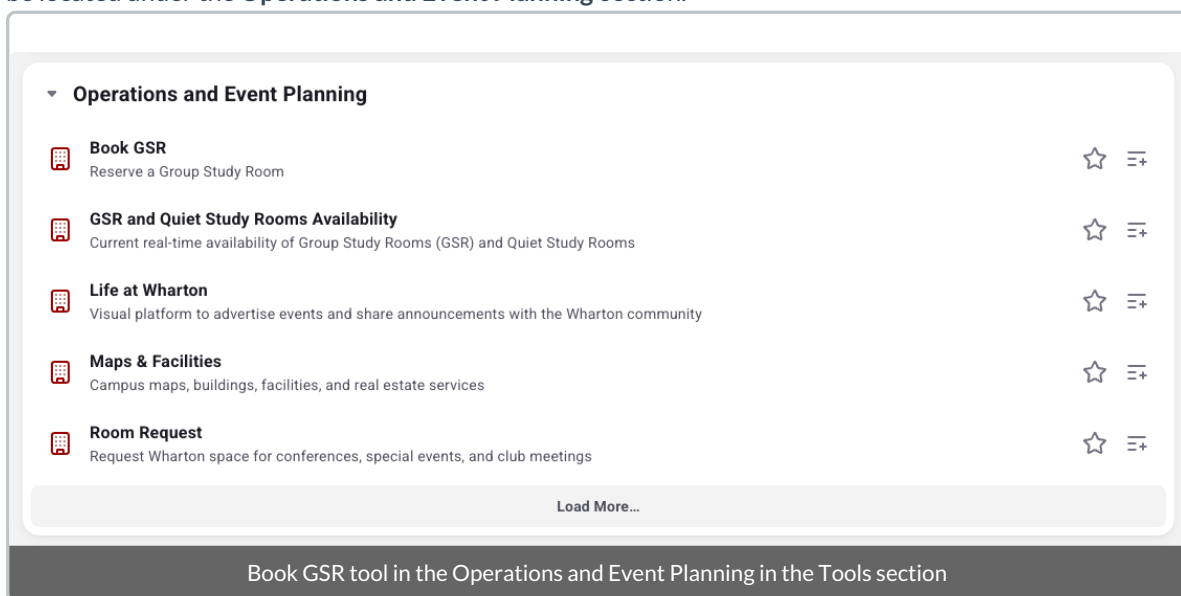 be located under the Operations and Event Planning section.
Operations and Event Planning
Book GSR
Reserve a Group Study Room
GSR and Quiet Study Rooms Availability
Current real-time availability of Group Study Rooms (GSR) and Quiet Study Rooms
Life at Wharton
Visual platform to advertise events and share announcements with the Wharton community
Maps & Facilities
Campus maps, buildings, facilities, and real estate services
Room Request
Request Wharton space for conferences, special events, and club meetings
Load More...
Book GSR tool in the Operations and Event Planning in the Tools section